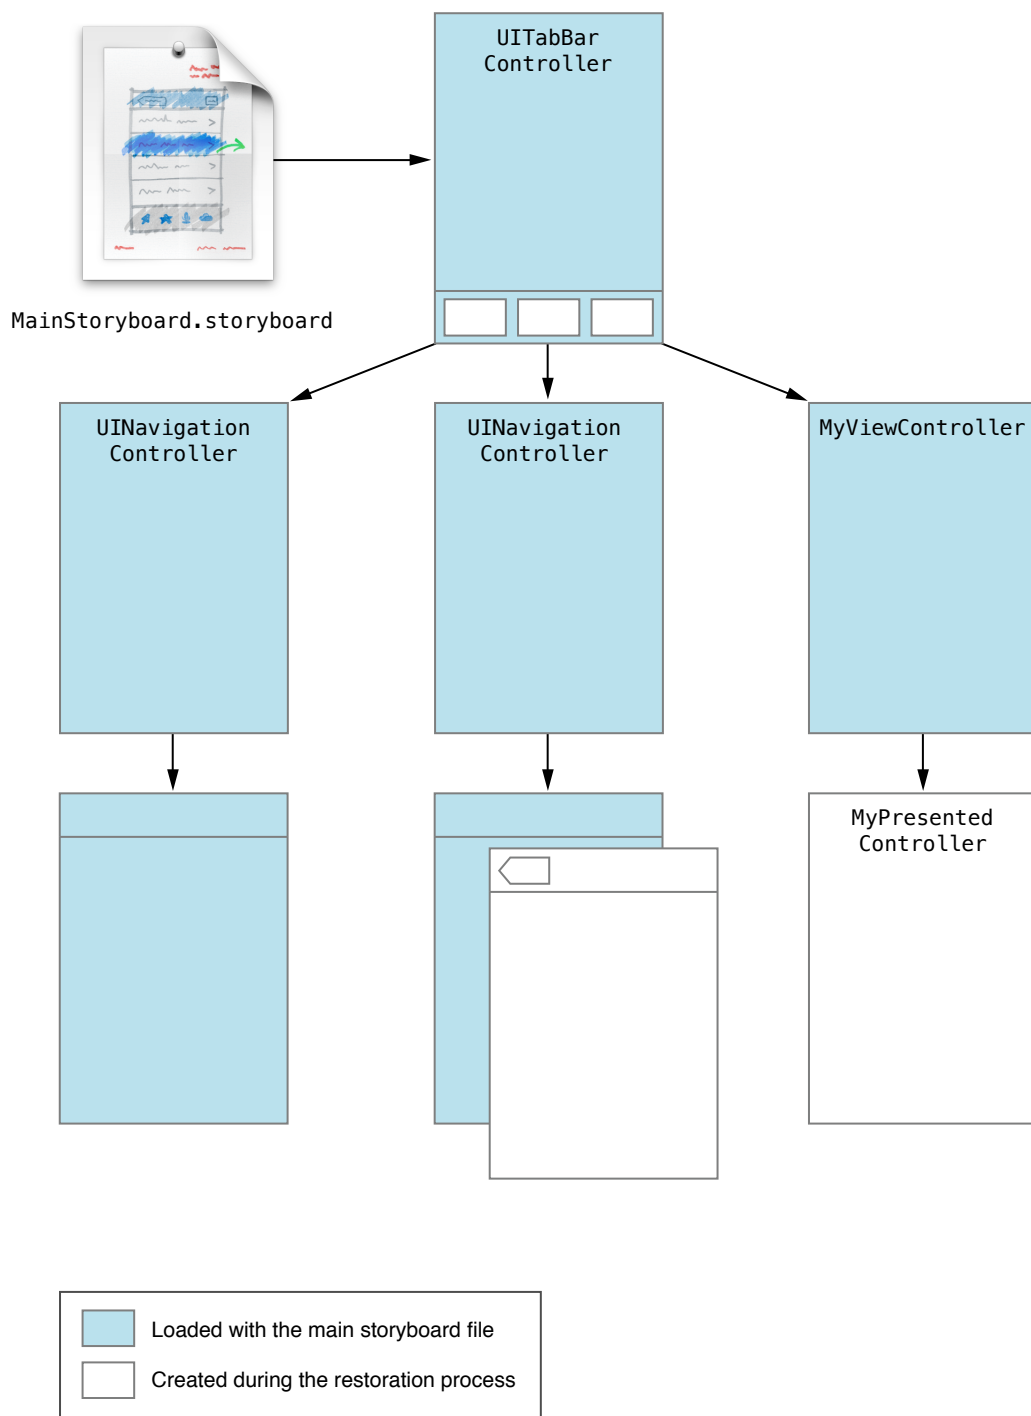 UITabBar
Controller
MainStoryboard.storyboard
UINavigation
Controller
UINavigation
Controller
MyViewController
MyPresented
Controller
Loaded with the main storyboard file
Created during the restoration process